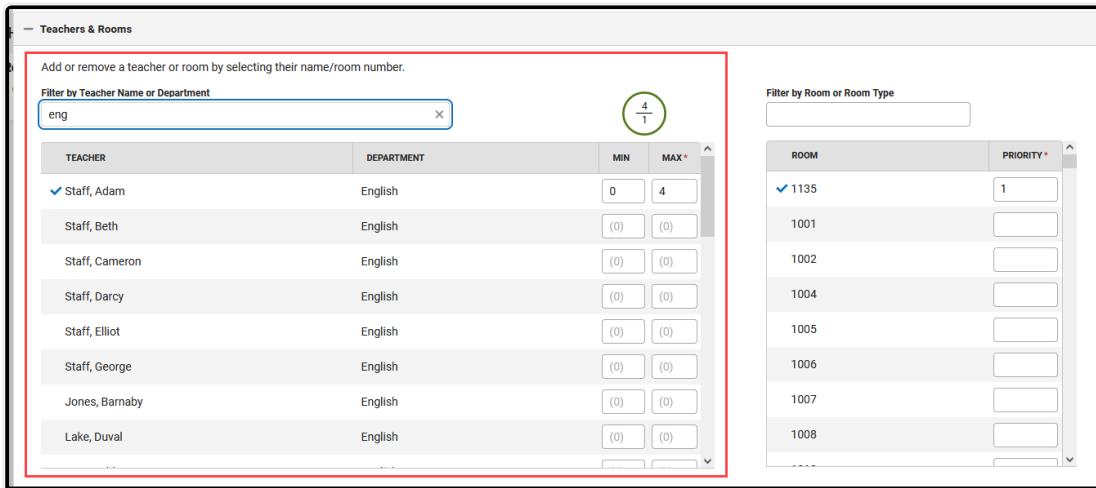 Teachers & Rooms
Add or remove a teacher or room by selecting their name/room number.
Filter by Teacher Name or Department
eng
4
1
TEACHER DEPARTMENT MIN MAX*
Staff, Adam English 0 4
Staff, Beth English (0) (0)
Staff, Cameron English (0) (0)
Staff, Darcy English (0) (0)
Staff, Elliot English (0) (0)
Staff, George English (0) (0)
Jones, Barnaby English (0) (0)
Lake, Duval English (0) (0)
Filter by Room or Room Type
ROOM PRIORITY*
1135 1
1001
1002
1004
1005
1006
1007
1008